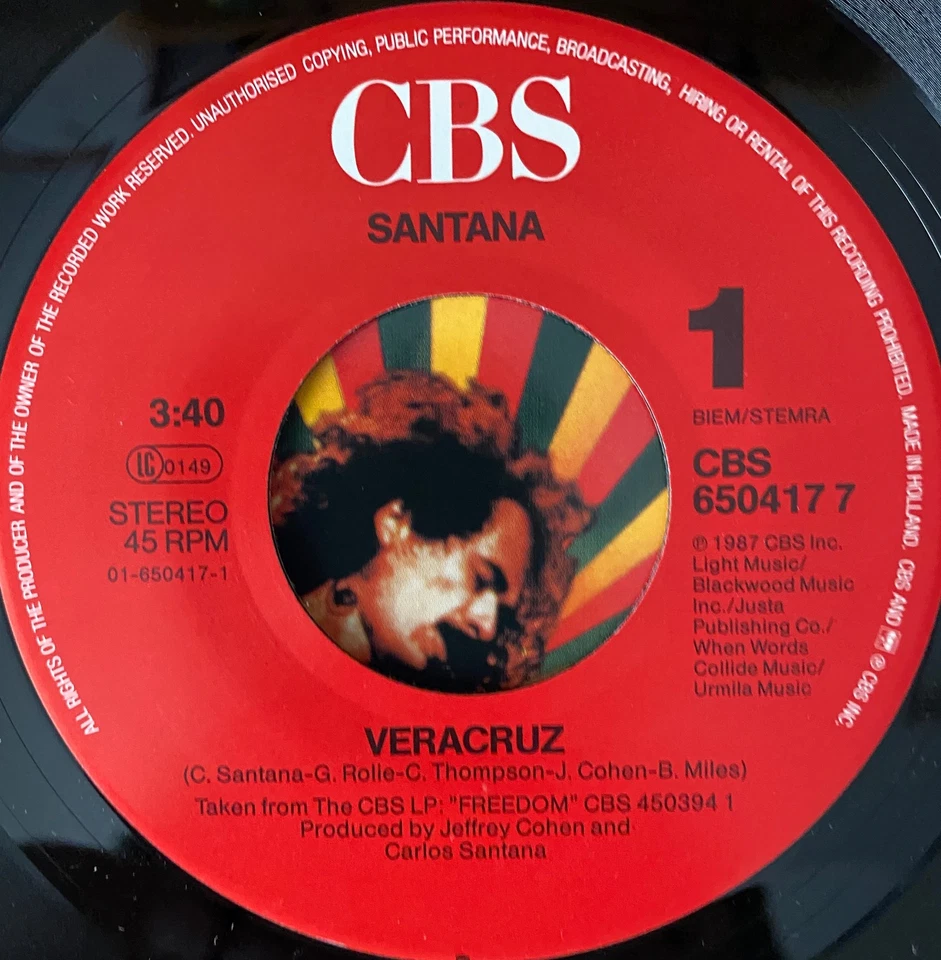 ALL RIGHTS OF THE PRODUCER AND OF THE OWNER OF THE RECORDED WORK RESERVED. UNAUTHORISED COPYING, PUBLIC PERFORMANCE, BROADCASTING, HIRING OR RENTAL OF THIS RECORDING PROHIBITED. MADE IN HOLLAND. CBS AND ℗ CBS INC.
CBS
SANTANA
1
BIEM/STEMRA
3:40
LC 0149
STEREO
45 RPM
01-650417-1
CBS
650417 7
℗ 1987 CBS Inc.
Light Music/
Blackwood Music
Inc./Justa
Publishing Co./
When Words
Collide Music/
Urmila Music
VERACRUZ
(C. Santana-G. Rolie-C. Thompson-J. Cohen-B. Miles)
Taken from The CBS LP: "FREEDOM" CBS 450394 1
Produced by Jeffrey Cohen and
Carlos Santana